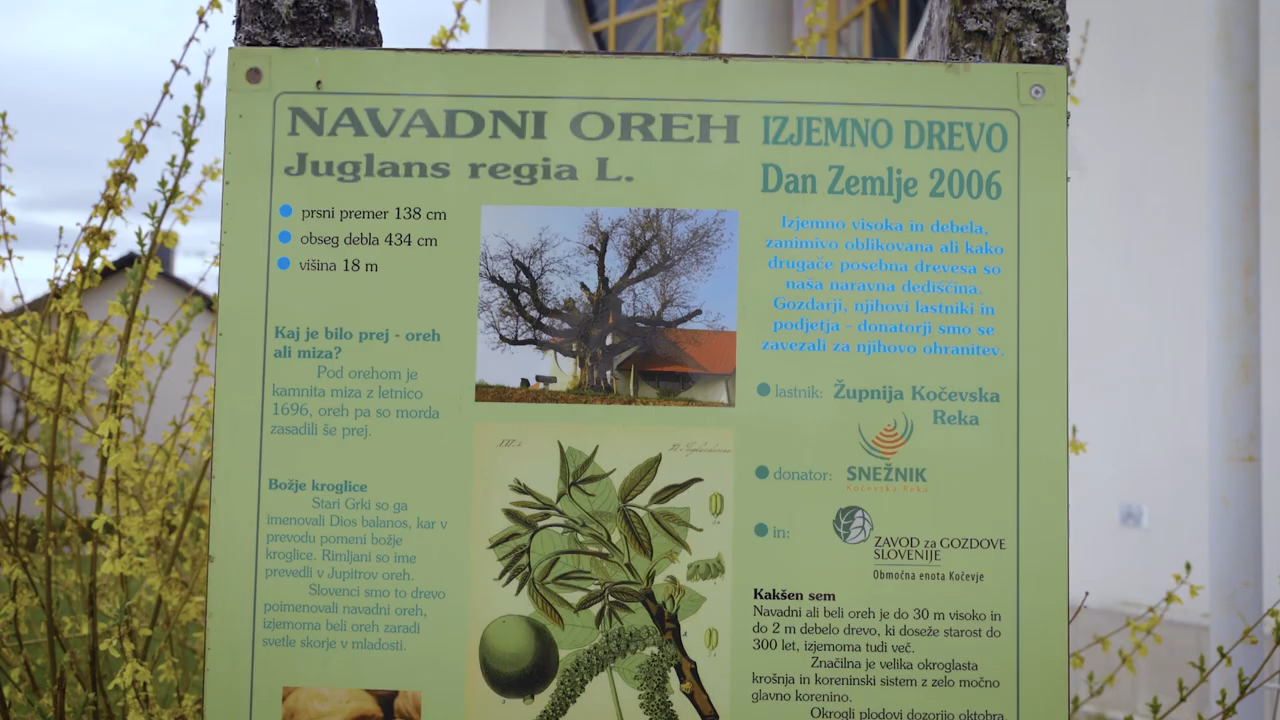 NAVADNI OREH
Juglans regia L.
prsni premer 138 cm
obseg debla 434 cm
višina 18 m
Kaj je bilo prej - oreh
ali miza?
Pod orehom je
kamnita miza z letnico
1696, oreh pa so morda
zasadili še prej.
Božje kroglice
Stari Grki so ga
imenovali Dios balanos, kar v
prevodu pomeni božje
kroglice. Rimljani so ime
prevedli v Jupitrov oreh.
Slovenci smo to drevo
poimenovali navadni oreh,
izjemoma beli oreh zaradi
svetle skorje v mladosti.
IZJEMNO DREVO
Dan Zemlje 2006
Izjemno visoka in debela,
zanimivo oblikovana ali kako
drugače posebna drevesa so
naša naravna dediščina.
Gozdarji, njihovi lastniki in
podjetja - donatorji smo se
zavezali za njihovo ohranitev.
lastnik: Župnija Kočevska
Reka
donator: SNEŽNIK
Kočevska Reka
in:
ZAVOD za GOZDOVE
SLOVENIJE
Območna enota Kočevje
Kakšen sem
Navadni ali beli oreh je do 30 m visoko in
do 2 m debelo drevo, ki doseže starost do
300 let, izjemoma tudi več.
Značilna je velika okroglasta
krošnja in koreninski sistem z zelo močno
glavno korenino.
Okrogli plodovi dozorijo oktobra